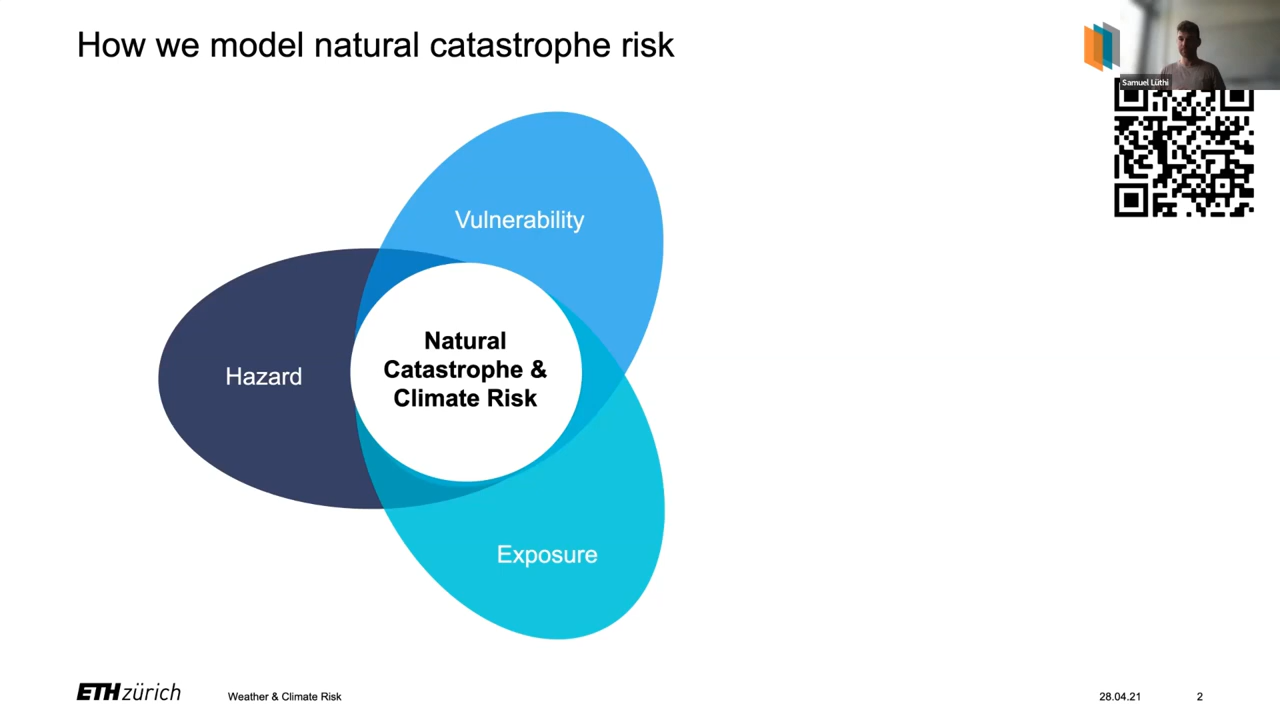 How we model natural catastrophe risk
Samuel Lüthi
Vulnerability
Natural
Catastrophe &
Climate Risk
Hazard
Exposure
ETH zürich
Weather & Climate Risk
28.04.21
2